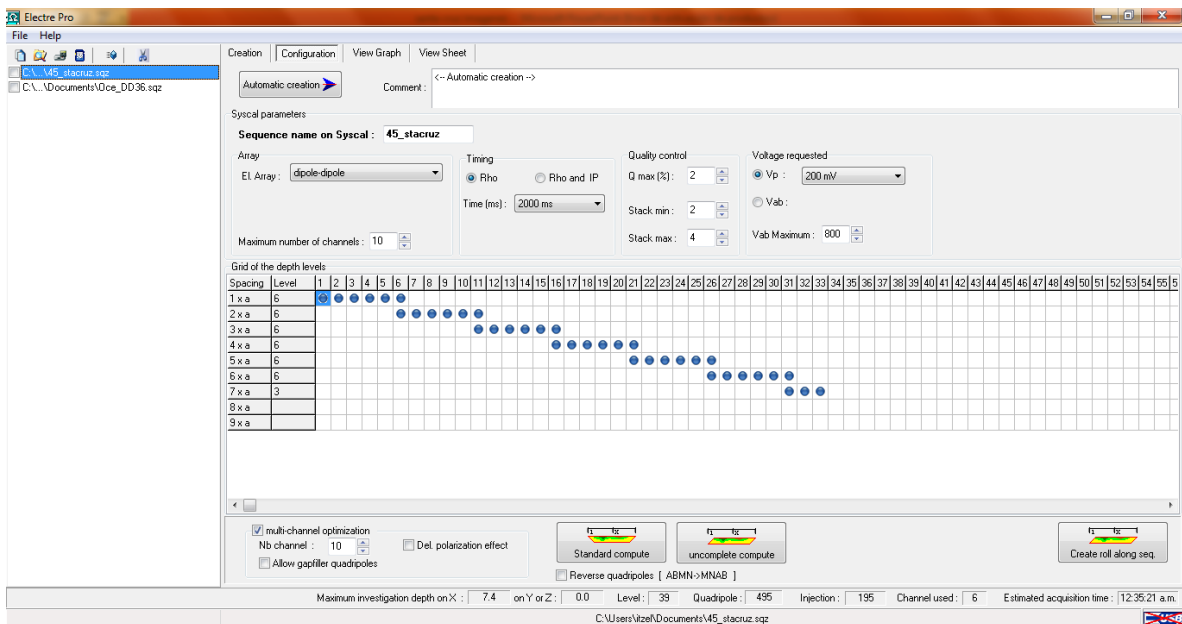 Electre Pro
File Help
C:\...\45_stacruz.sqz
C:\...\Documents\Oce_DD36.sqz
Creation Configuration View Graph View Sheet
Automatic creation
Comment :
<-- Automatic creation -->
Syscal parameters
Sequence name on Syscal : 45_stacruz
Array
El. Array : dipole-dipole
Maximum number of channels : 10
Timing
Rho Rho and IP
Time (ms) : 2000 ms
Quality control
Q max (%) : 2
Stack min : 2
Stack max : 4
Voltage requested
Vp : 200 mV
Vab :
Vab Maximum : 800
Grid of the depth levels
Spacing Level 1 2 3 4 5 6 7 8 9 10 11 12 13 14 15 16 17 18 19 20 21 22 23 24 25 26 27 28 29 30 31 32 33 34 35 36 37 38 39 40 41 42 43 44 45 46 47 48 49 50 51 52 53 54 55 5
1 x a 6
2 x a 6
3 x a 6
4 x a 6
5 x a 6
6 x a 6
7 x a 3
8 x a
9 x a
multi-channel optimization
Nb channel : 10
Del. polarization effect
Allow gapfiller quadripoles
Standard compute
uncomplete compute
Reverse quadripoles [ ABMN->MNAB ]
Create roll along seq.
Maximum investigation depth on X : 7.4 on Y or Z : 0.0 Level : 39 Quadripole : 495 Injection : 195 Channel used : 6 Estimated acquisition time : 12:35:21 a.m.
C:\Users\itzel\Documents\45_stacruz.sqz